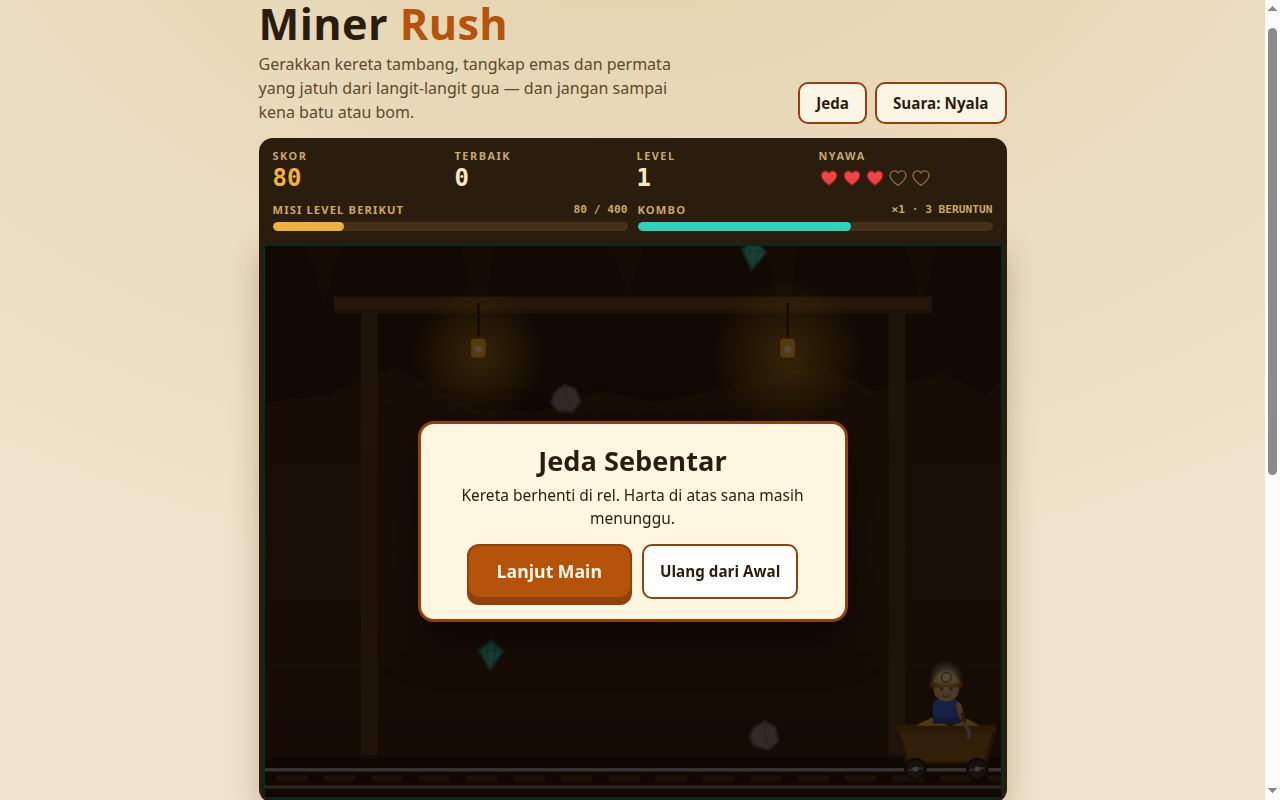 Miner Rush
Gerakkan kereta tambang, tangkap emas dan permata
yang jatuh dari langit-langit gua — dan jangan sampai
kena batu atau bom.
Jeda
Suara: Nyala
SKOR
80
TERBAIK
0
LEVEL
1
NYAWA
MISI LEVEL BERIKUT
80 / 400
KOMBO
×1 · 3 BERUNTUN
Jeda Sebentar
Kereta berhenti di rel. Harta di atas sana masih
menunggu.
Lanjut Main
Ulang dari Awal